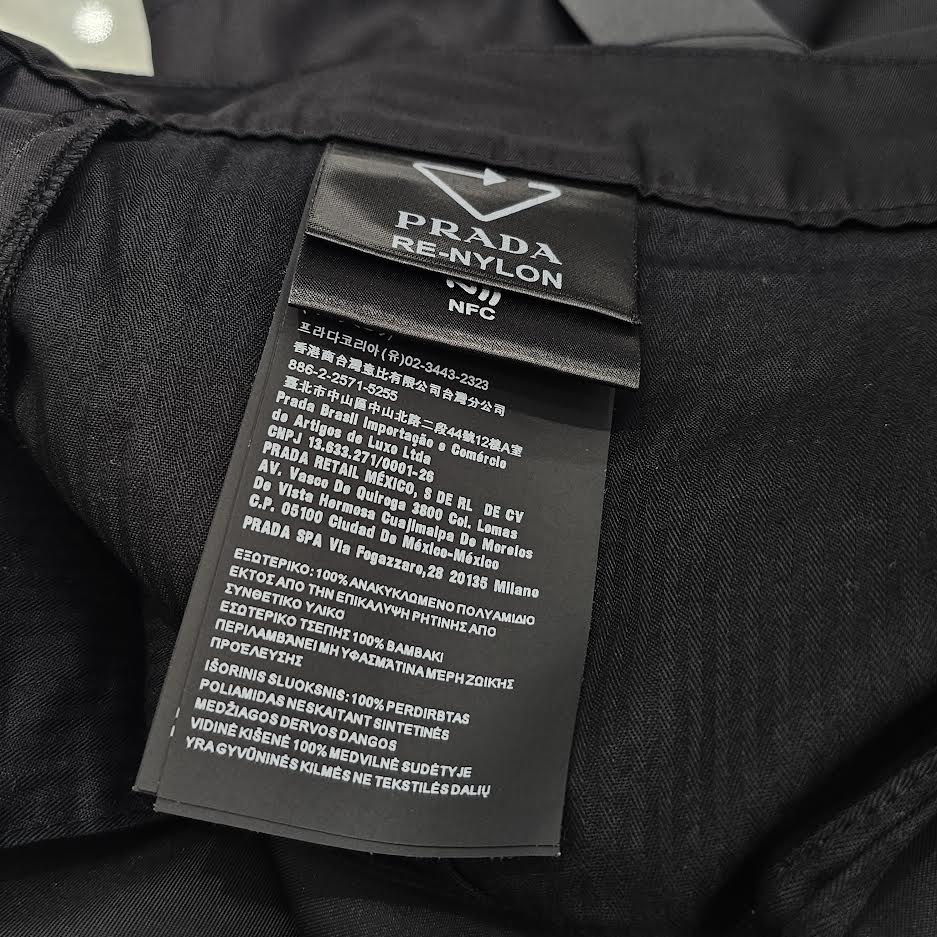 PRADA
RE-NYLON
NFC
프라다코리아(유)02-3443-2323
香港商台灣壹比有限公司台灣分公司
886-2-2571-5255
臺北市中山區中山北路二段44號12樓A室
Prada Brasil Importação e Comércio
de Artigos de Luxo Ltda
CNPJ 13.633.271/0001-26
PRADA RETAIL MÉXICO, S DE RL DE CV
AV. Vasco De Quiroga 3800 Col. Lomas
De Vista Hermosa Cuajimalpa De Morelos
C.P. 05100 Ciudad De México-México
PRADA SPA Via Fogazzaro,28 20135 Milano
ΕΞΩΤΕΡΙΚΟ: 100% ΑΝΑΚΥΚΛΩΜΕΝΟ ΠΟΛΥΑΜΙΔΙΟ
ΕΚΤΟΣ ΑΠΟ ΤΗΝ ΕΠΙΚΑΛΥΨΗ ΡΗΤΙΝΗΣ ΑΠΟ
ΣΥΝΘΕΤΙΚΟ ΥΛΙΚΟ
ΕΣΩΤΕΡΙΚΟ ΤΣΕΠΗΣ 100% ΒΑΜΒΑΚΙ
ΠΕΡΙΛΑΜΒΑΝΕΙ ΜΗ ΥΦΑΣΜΑΤΙΝΑ ΜΕΡΗ ΖΩΙΚΗΣ
ΠΡΟΕΛΕΥΣΗΣ
IŠORINIS SLUOKSNIS: 100% PERDIRBTAS
POLIAMIDAS NESKAITANT SINTETINĖS
MEDŽIAGOS DERVOS DANGOS
VIDINĖ KIŠENĖ 100% MEDVILNĖ SUDĖTYJE
YRA GYVŪNINĖS KILMĖS NE TEKSTILĖS DALIŲ